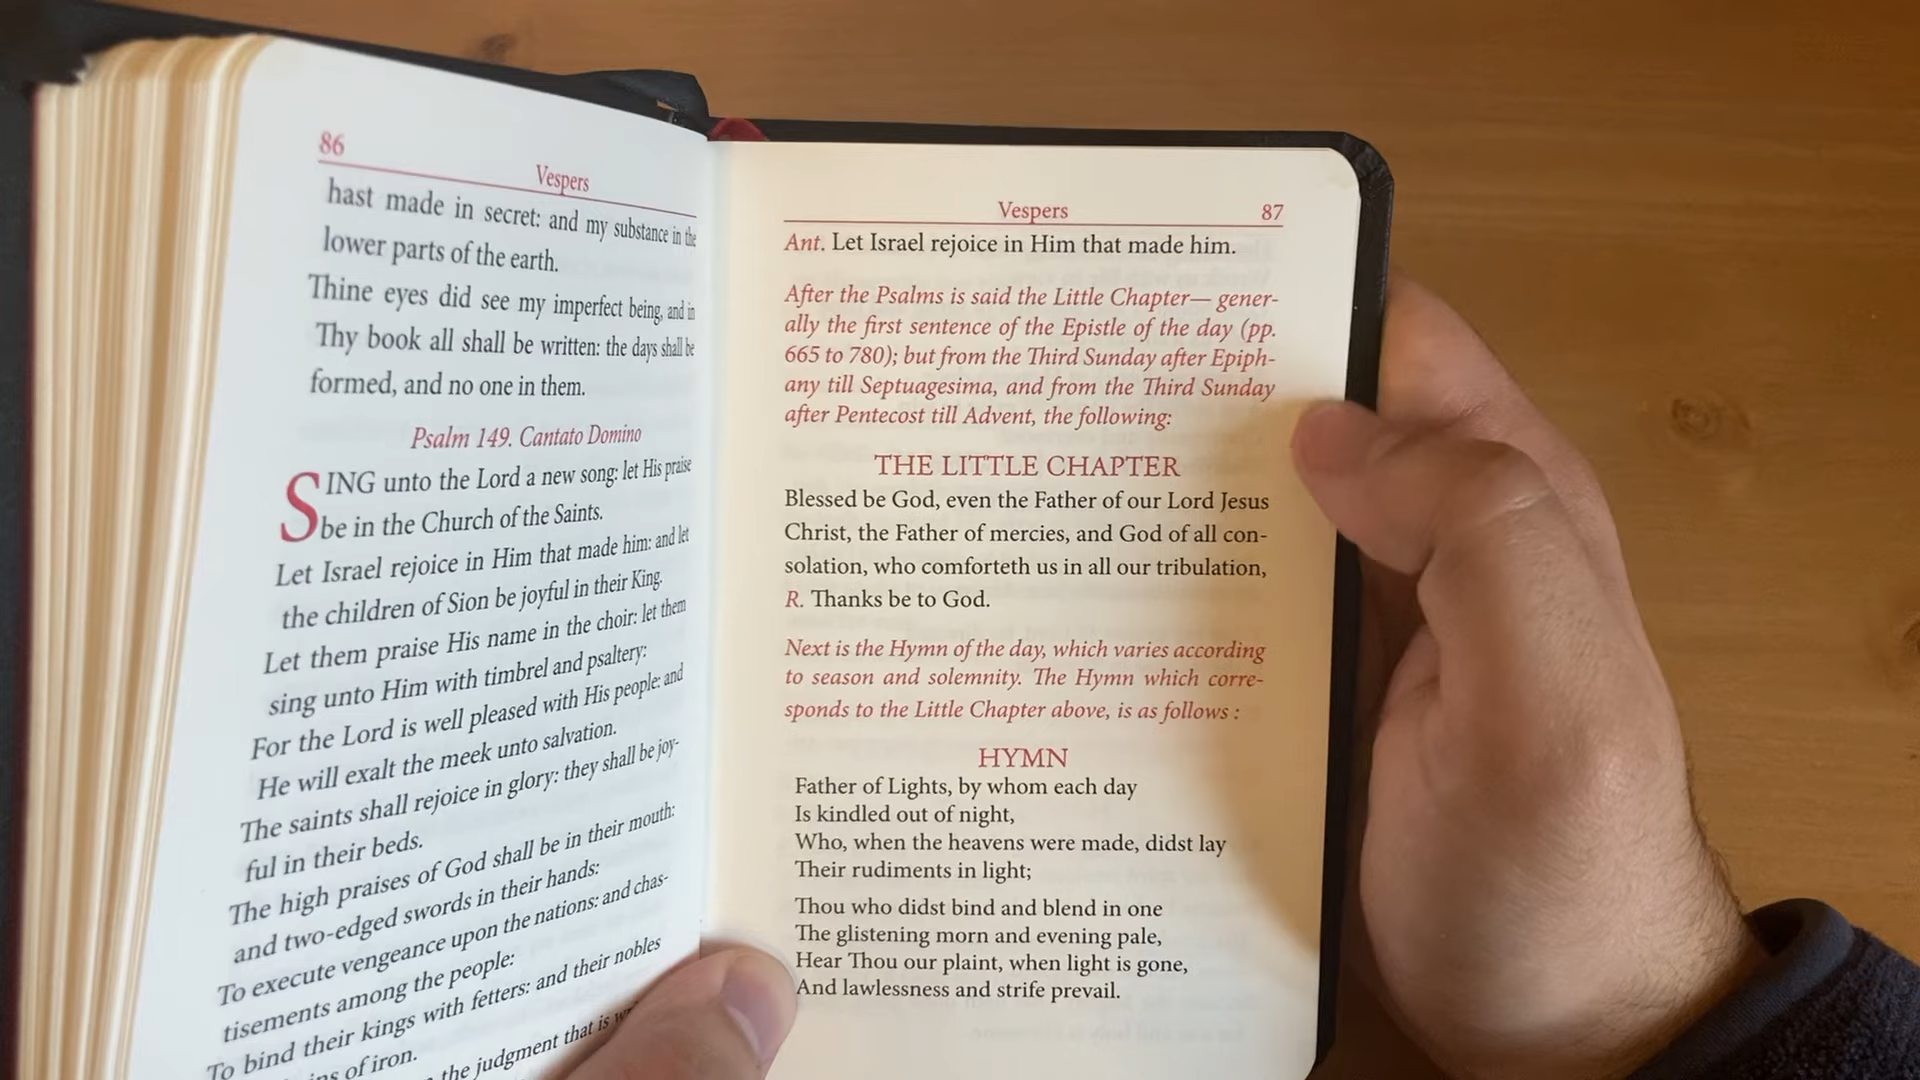 86
Vespers
hast made in secret: and my substance in the
lower parts of the earth.
Thine eyes did see my imperfect being, and in
Thy book all shall be written: the days shall be
formed, and no one in them.
Psalm 149. Cantato Domino
SING unto the Lord a new song: let His praise
be in the Church of the Saints.
Let Israel rejoice in Him that made him: and let
the children of Sion be joyful in their King.
Let them praise His name in the choir: let them
sing unto Him with timbrel and psaltery:
For the Lord is well pleased with His people: and
He will exalt the meek unto salvation.
The saints shall rejoice in glory: they shall be joy-
ful in their beds.
The high praises of God shall be in their mouth:
and two-edged swords in their hands:
To execute vengeance upon the nations: and chas-
tisements among the people:
To bind their kings with fetters: and their nobles
of iron.
the judgment that is
Vespers 87
Ant. Let Israel rejoice in Him that made him.
After the Psalms is said the Little Chapter— gener-
ally the first sentence of the Epistle of the day (pp.
665 to 780); but from the Third Sunday after Epiph-
any till Septuagesima, and from the Third Sunday
after Pentecost till Advent, the following:
THE LITTLE CHAPTER
Blessed be God, even the Father of our Lord Jesus
Christ, the Father of mercies, and God of all con-
solation, who comforteth us in all our tribulation,
R. Thanks be to God.
Next is the Hymn of the day, which varies according
to season and solemnity. The Hymn which corre-
sponds to the Little Chapter above, is as follows :
HYMN
Father of Lights, by whom each day
Is kindled out of night,
Who, when the heavens were made, didst lay
Their rudiments in light;
Thou who didst bind and blend in one
The glistening morn and evening pale,
Hear Thou our plaint, when light is gone,
And lawlessness and strife prevail.